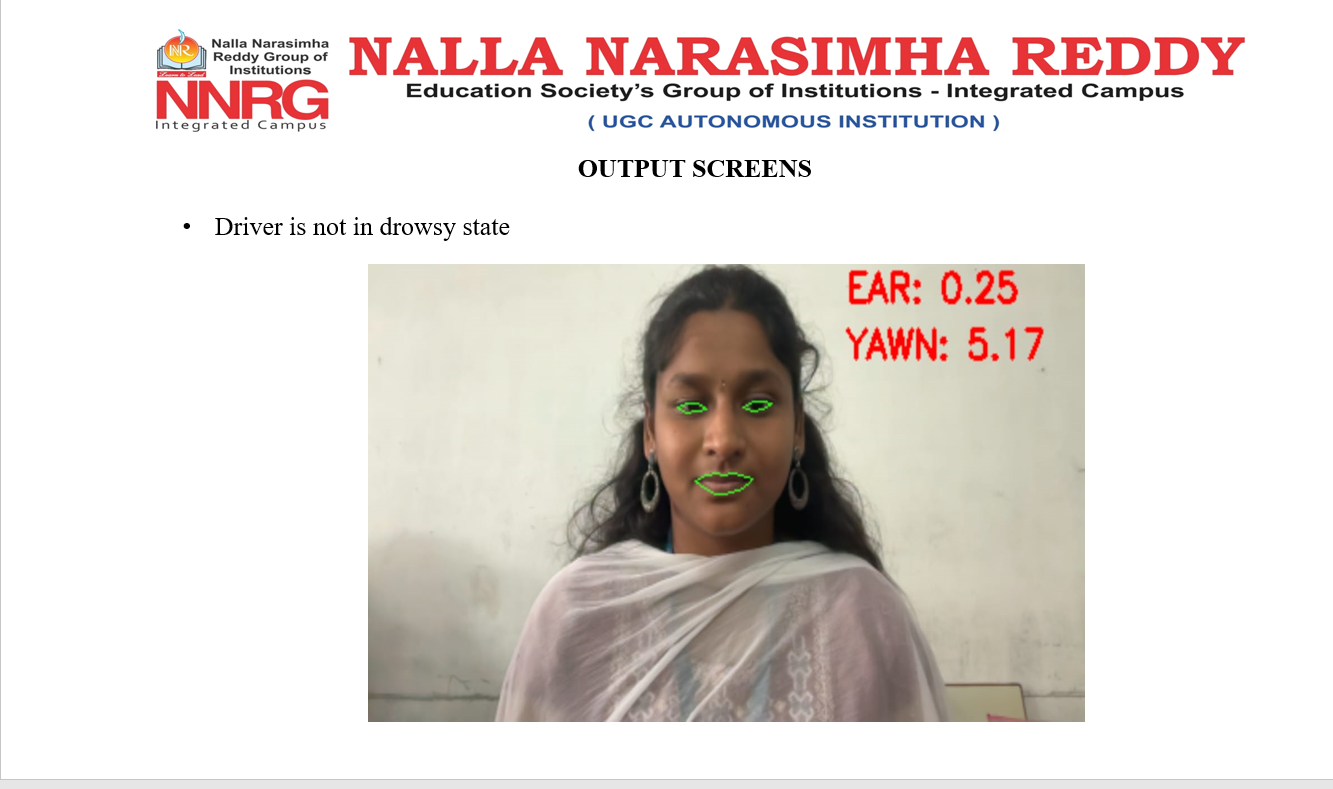 Nalla Narasimha
Reddy Group of
Institutions
Learn to Lead
NNRG
Integrated Campus
NALLA NARASIMHA REDDY
Education Society's Group of Institutions - Integrated Campus
( UGC AUTONOMOUS INSTITUTION )
OUTPUT SCREENS
• Driver is not in drowsy state
EAR: 0.25
YAWN: 5.17